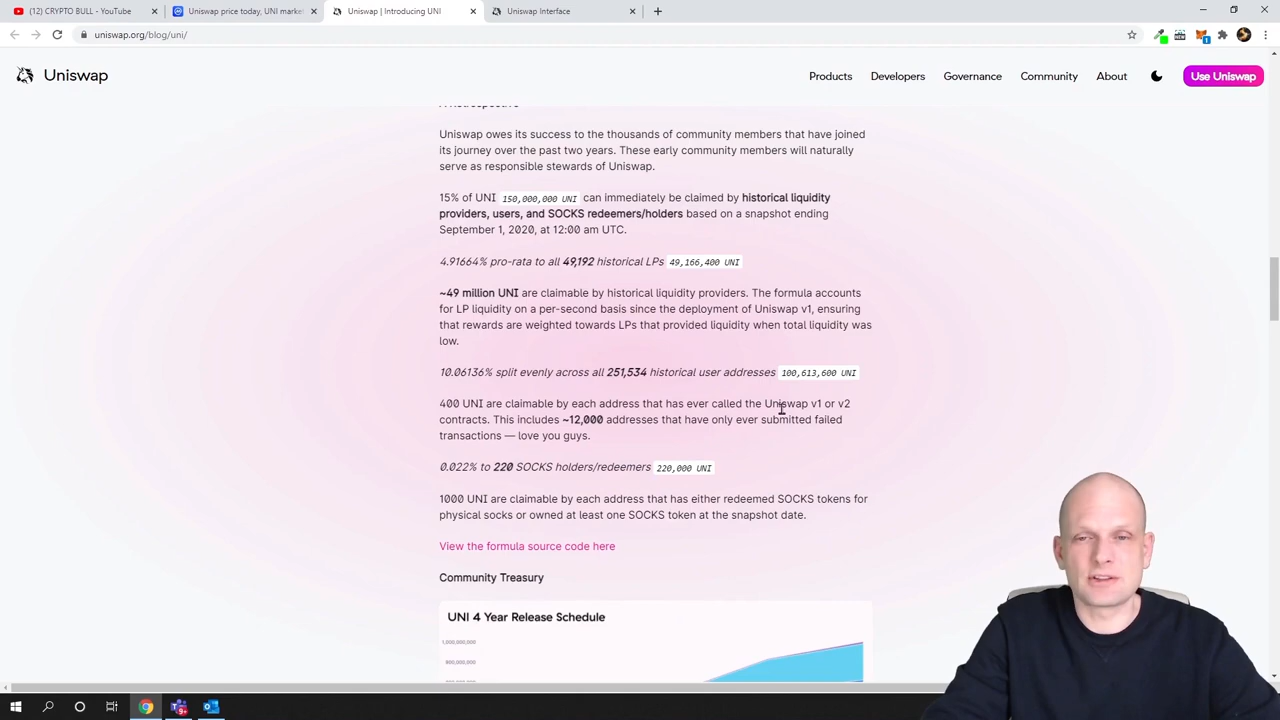 (12) CRYPTO BULL - YouTube
Uniswap price today, UNI market
Uniswap | Introducing UNI
Uniswap Interface
uniswap.org/blog/uni/
Uniswap
Products
Developers
Governance
Community
About
Use Uniswap
Uniswap owes its success to the thousands of community members that have joined
its journey over the past two years. These early community members will naturally
serve as responsible stewards of Uniswap.
15% of UNI 150,000,000 UNI can immediately be claimed by historical liquidity
providers, users, and SOCKS redeemers/holders based on a snapshot ending
September 1, 2020, at 12:00 am UTC.
4.91664% pro-rata to all 49,192 historical LPs 49,166,400 UNI
~49 million UNI are claimable by historical liquidity providers. The formula accounts
for LP liquidity on a per-second basis since the deployment of Uniswap v1, ensuring
that rewards are weighted towards LPs that provided liquidity when total liquidity was
low.
10.06136% split evenly across all 251,534 historical user addresses 100,613,600 UNI
400 UNI are claimable by each address that has ever called the Uniswap v1 or v2
contracts. This includes ~12,000 addresses that have only ever submitted failed
transactions — love you guys.
0.022% to 220 SOCKS holders/redeemers 220,000 UNI
1000 UNI are claimable by each address that has either redeemed SOCKS tokens for
physical socks or owned at least one SOCKS token at the snapshot date.
View the formula source code here
Community Treasury
UNI 4 Year Release Schedule
1,000,000,000